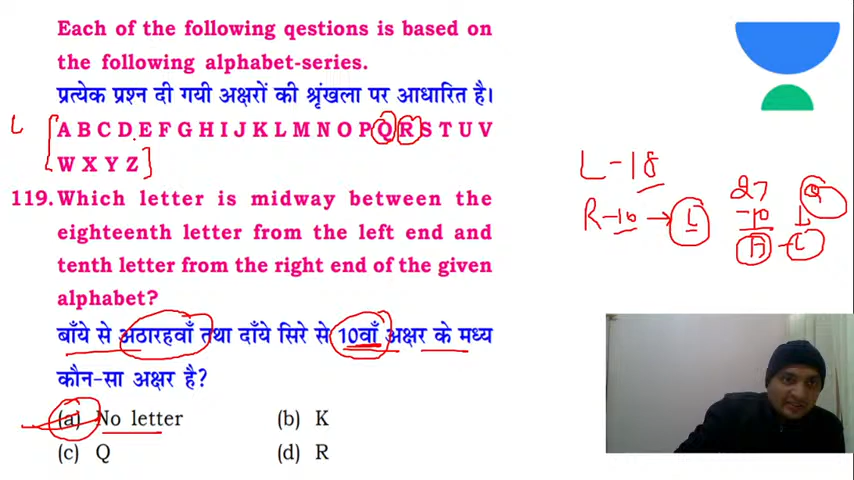 Each of the following qestions is based on
the following alphabet-series.
प्रत्येक प्रश्न दी गयी अक्षरों की श्रृंखला पर आधारित है।
L
A B C D E F G H I J K L M N O P Q R S T U V
W X Y Z
119. Which letter is midway between the
eighteenth letter from the left end and
tenth letter from the right end of the given
alphabet?
बाँये से अठारहवाँ तथा दाँये सिरे से 10वाँ अक्षर के मध्य
कौन-सा अक्षर है?
(a) No letter
(b) K
(c) Q
(d) R
L-18
R-10 → L
27
-10
L